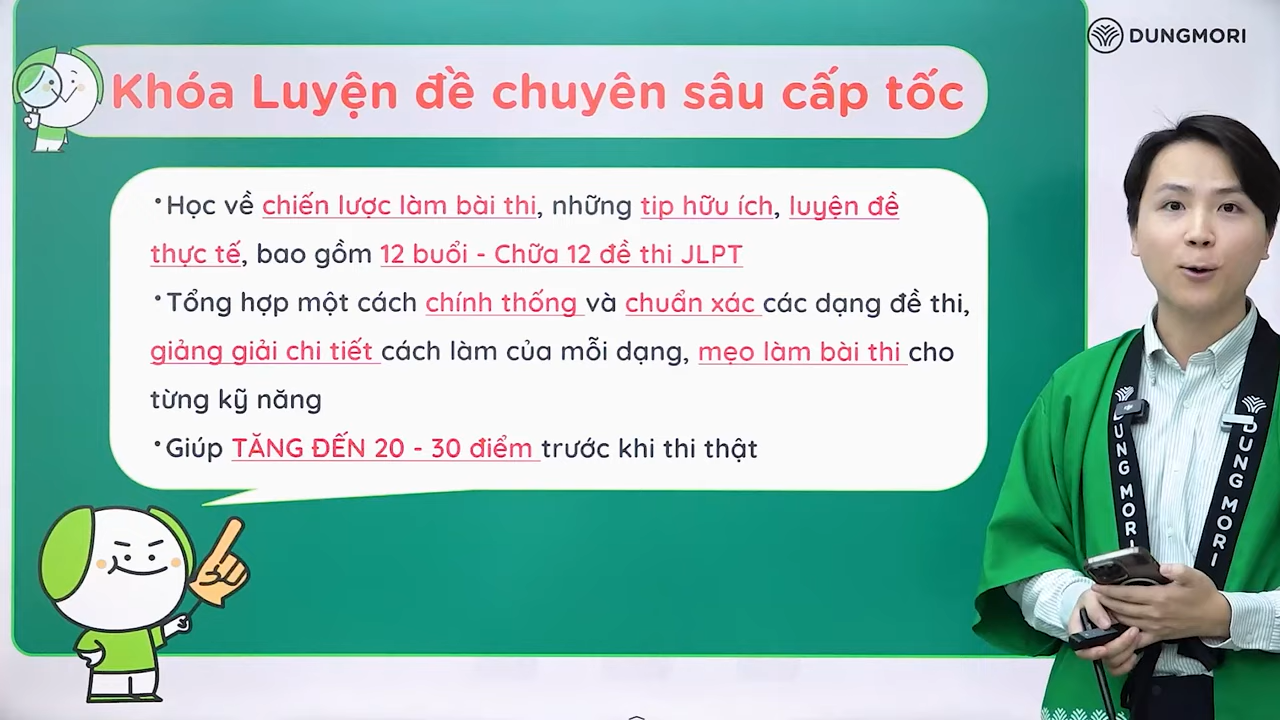 DUNGMORI
Khóa Luyện đề chuyên sâu cấp tốc
•Học về chiến lược làm bài thi, những tip hữu ích, luyện đề
thực tế, bao gồm 12 buổi - Chữa 12 đề thi JLPT
•Tổng hợp một cách chính thống và chuẩn xác các dạng đề thi,
giảng giải chi tiết cách làm của mỗi dạng, mẹo làm bài thi cho
từng kỹ năng
•Giúp TĂNG ĐẾN 20 - 30 điểm trước khi thi thật
DUNG MORI
DUNG MORI